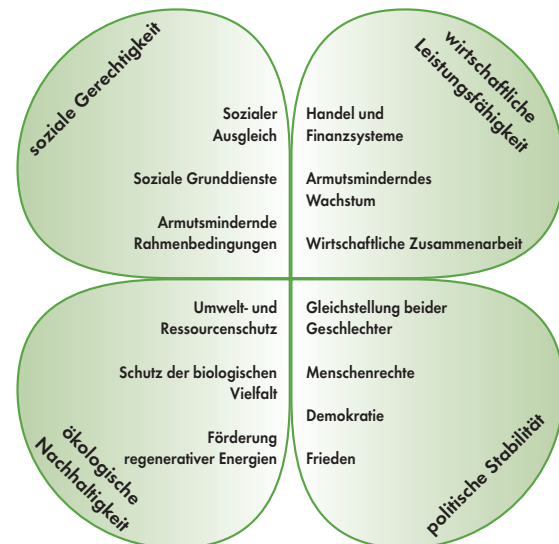 soziale Gerechtigkeit
Sozialer
Ausgleich
Soziale Grunddienste
Armutsmindernde
Rahmenbedingungen
wirtschaftliche
Leistungsfähigkeit
Handel und
Finanzsysteme
Armutsminderndes
Wachstum
Wirtschaftliche Zusammenarbeit
Umwelt- und
Ressourcenschutz
Schutz der biologischen
Vielfalt
Förderung
regenerativer Energien
ökologische
Nachhaltigkeit
Gleichstellung beider
Geschlechter
Menschenrechte
Demokratie
Frieden
politische Stabilität